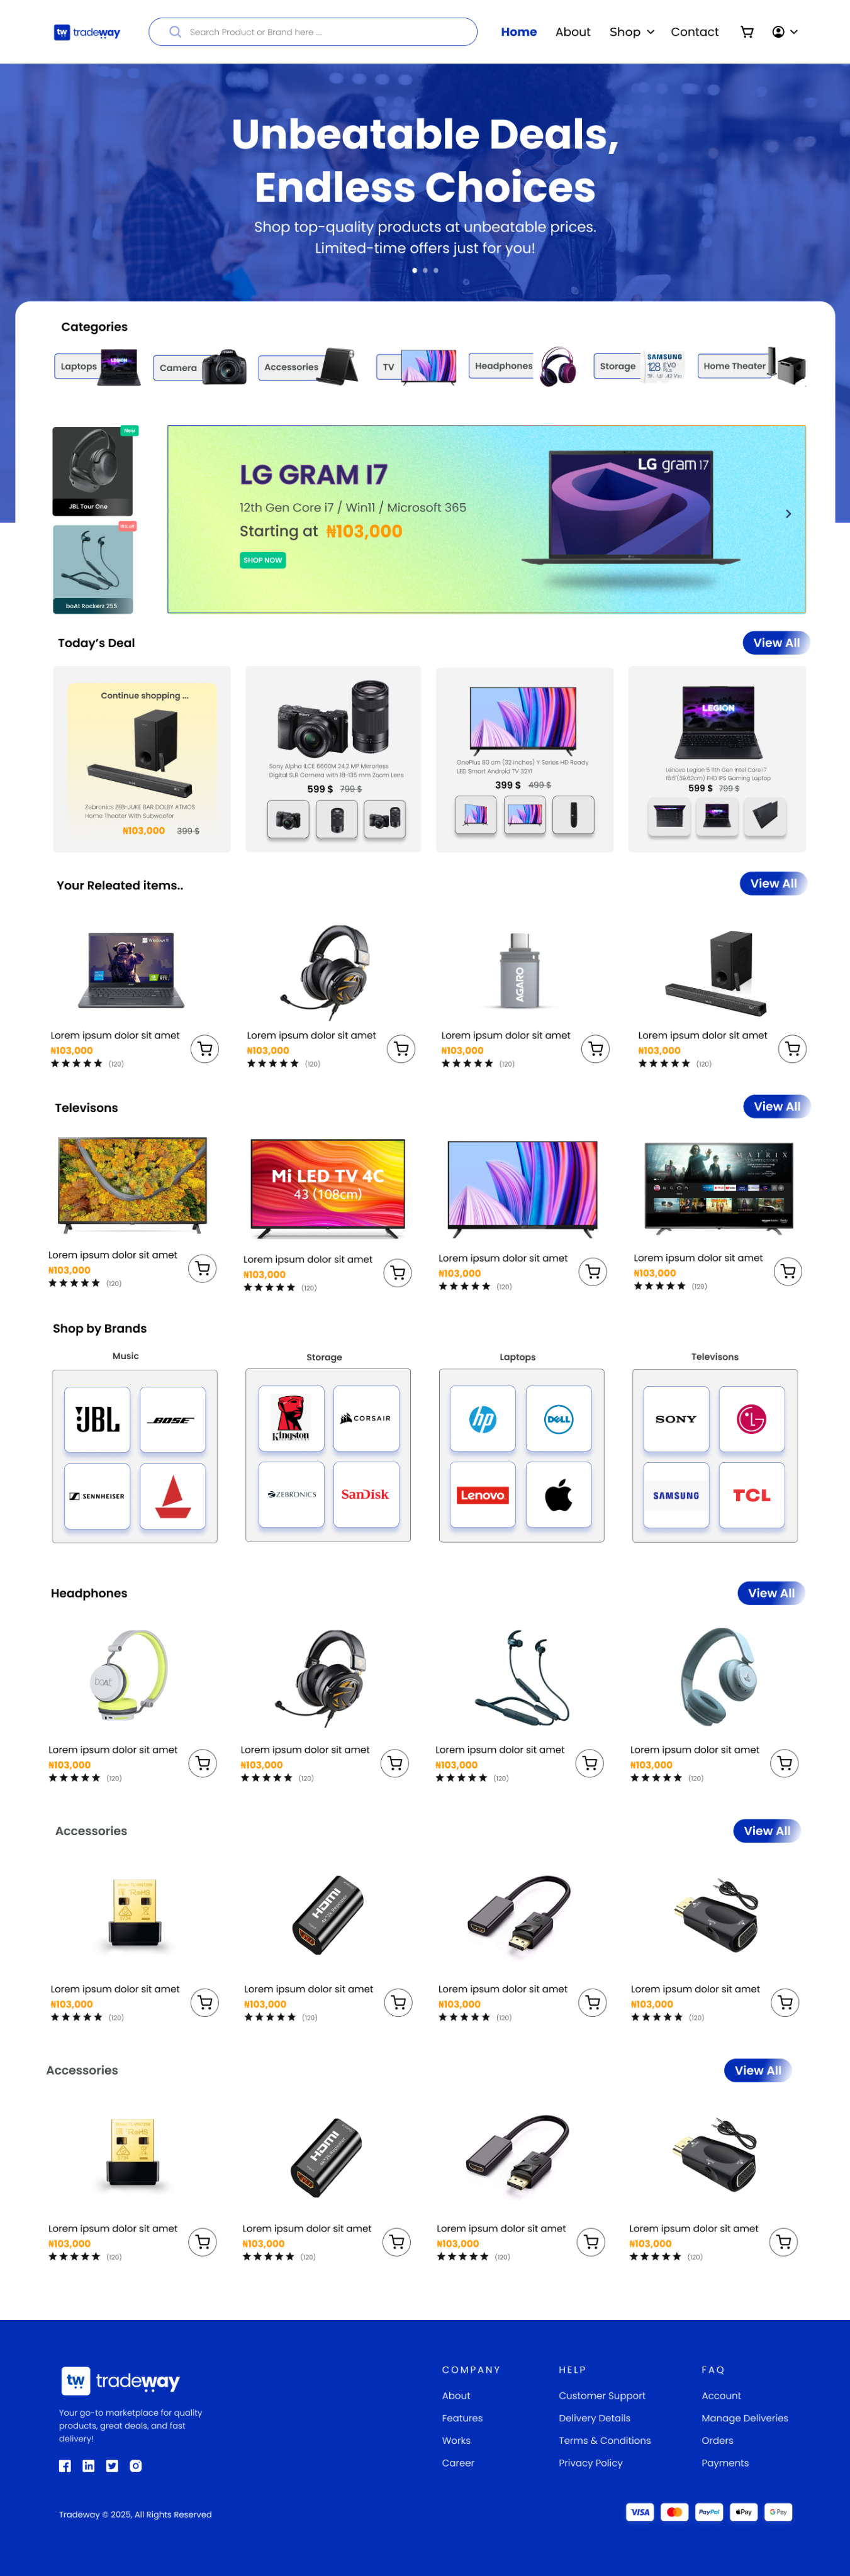 tw tradeway
Search Product or Brand here ...
Home
About
Shop
Contact
Unbeatable Deals,
Endless Choices
Shop top-quality products at unbeatable prices.
Limited-time offers just for you!
Categories
Laptops
LEGION
Camera
Accessories
TV
Headphones
Storage
SAMSUNG
128 EVO
Home Theater
New
JBL Tour One
boAt Rockerz 255
LG GRAM I7
12th Gen Core i7 / Win11 / Microsoft 365
Starting at ₦103,000
SHOP NOW
LG gram 17
Today's Deal
View All
Continue shopping ...
Zebronics ZEB-JUKE BAR DOLBY ATMOS
Home Theater With Subwoofer
₦103,000 399 $
Sony Alpha ILCE 6600M 24.2 MP Mirrorless
Digital SLR Camera with 18-135 mm Zoom Lens
599 $ 799 $
OnePlus 80 cm (32 inches) Y Series HD Ready
LED Smart Android TV 32Y1
399 $ 499 $
LEGION
Lenovo Legion 5 11th Gen Intel Core i7
15.6"(39.62cm) FHD IPS Gaming Laptop
599 $ 799 $
Your Releated items..
View All
Windows 11
AGARO
Lorem ipsum dolor sit amet
₦103,000
(120)
Lorem ipsum dolor sit amet
₦103,000
(120)
Lorem ipsum dolor sit amet
₦103,000
(120)
Lorem ipsum dolor sit amet
₦103,000
(120)
Televisons
View All
Mi LED TV 4C
43 (108cm)
MATRIX
Lorem ipsum dolor sit amet
₦103,000
(120)
Lorem ipsum dolor sit amet
₦103,000
(120)
Lorem ipsum dolor sit amet
₦103,000
(120)
Lorem ipsum dolor sit amet
₦103,000
(120)
Shop by Brands
Music
JBL
BOSE
SENNHEISER
Storage
Kingston
CORSAIR
ZEBRONICS
SanDisk
Laptops
hp
DELL
Lenovo
Televisons
SONY
LG
SAMSUNG
TCL
Headphones
View All
boAt
Lorem ipsum dolor sit amet
₦103,000
(120)
Lorem ipsum dolor sit amet
₦103,000
(120)
Lorem ipsum dolor sit amet
₦103,000
(120)
Lorem ipsum dolor sit amet
₦103,000
(120)
Accessories
View All
HDMI
Lorem ipsum dolor sit amet
₦103,000
(120)
Lorem ipsum dolor sit amet
₦103,000
(120)
Lorem ipsum dolor sit amet
₦103,000
(120)
Lorem ipsum dolor sit amet
₦103,000
(120)
Accessories
View All
HDMI
Lorem ipsum dolor sit amet
₦103,000
(120)
Lorem ipsum dolor sit amet
₦103,000
(120)
Lorem ipsum dolor sit amet
₦103,000
(120)
Lorem ipsum dolor sit amet
₦103,000
(120)
tw tradeway
Your go-to marketplace for quality
products, great deals, and fast
delivery!
COMPANY
About
Features
Works
Career
HELP
Customer Support
Delivery Details
Terms & Conditions
Privacy Policy
FAQ
Account
Manage Deliveries
Orders
Payments
Tradeway © 2025, All Rights Reserved
VISA
PayPal
Pay
G Pay